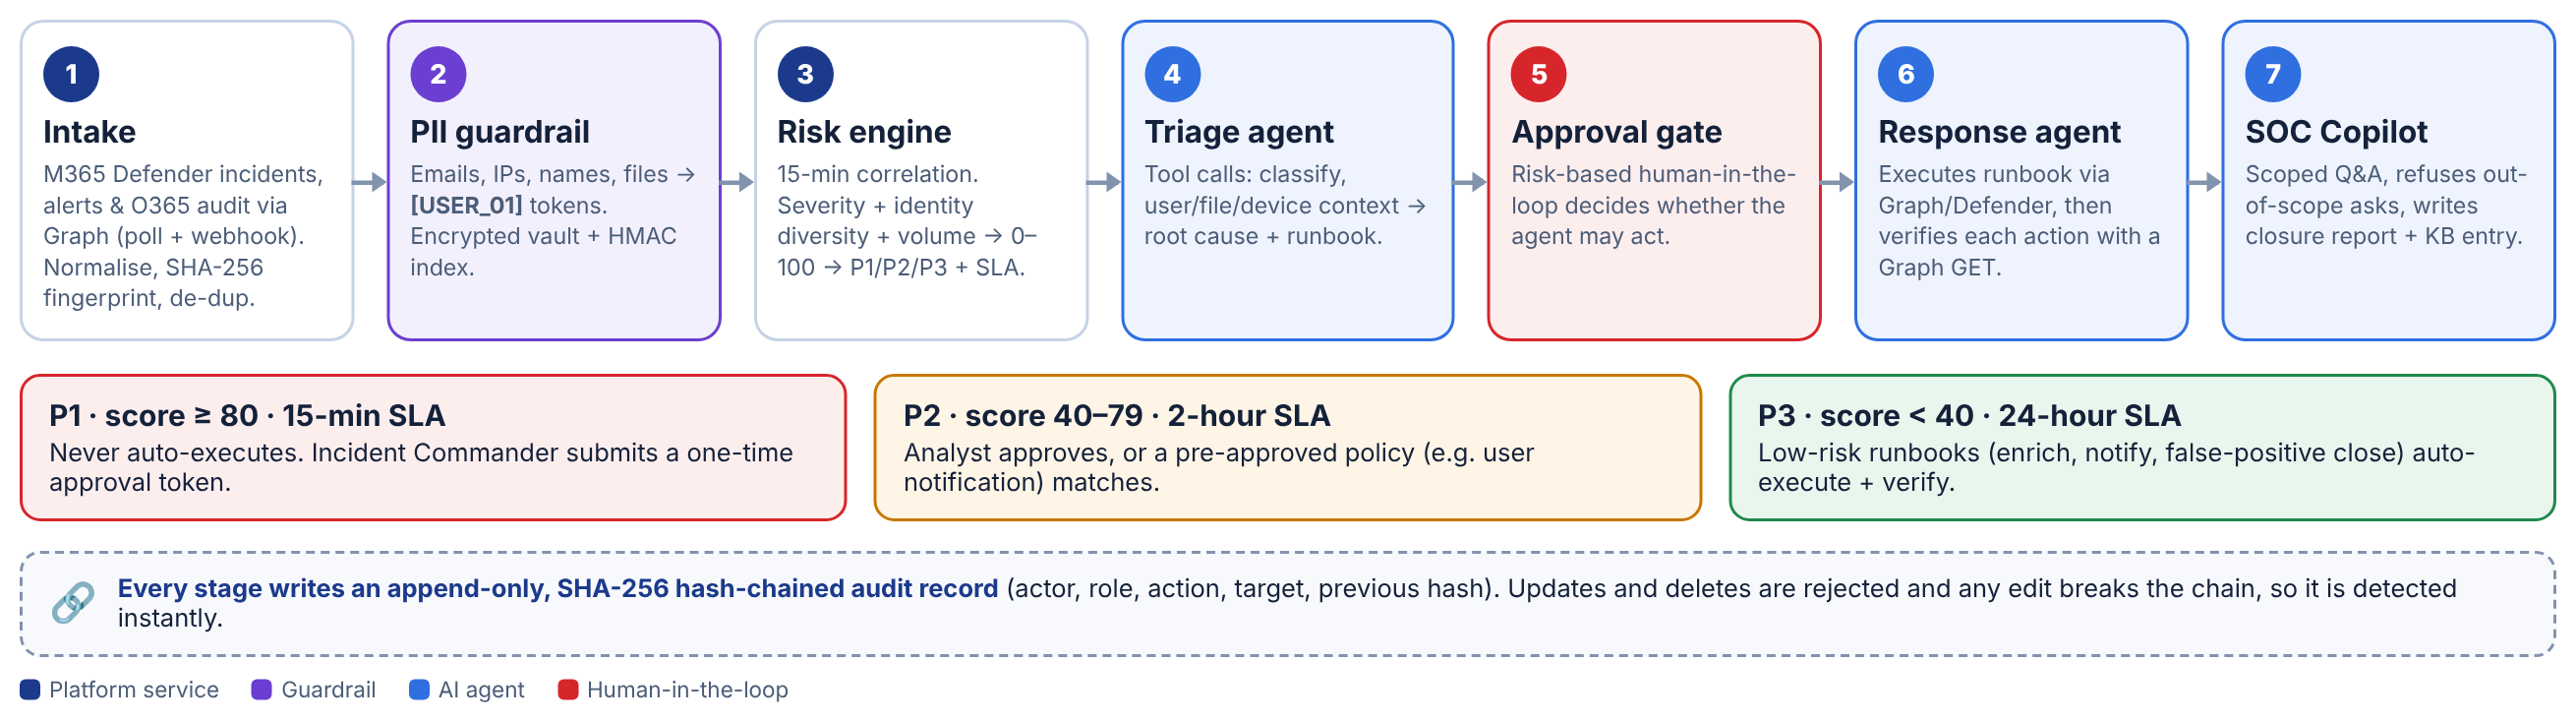 1
Intake
M365 Defender incidents,
alerts & O365 audit via
Graph (poll + webhook).
Normalise, SHA-256
fingerprint, de-dup.
2
PII guardrail
Emails, IPs, names, files →
[USER_01] tokens.
Encrypted vault + HMAC
index.
3
Risk engine
15-min correlation.
Severity + identity
diversity + volume → 0–
100 → P1/P2/P3 + SLA.
4
Triage agent
Tool calls: classify,
user/file/device context →
root cause + runbook.
5
Approval gate
Risk-based human-in-the-
loop decides whether the
agent may act.
6
Response agent
Executes runbook via
Graph/Defender, then
verifies each action with a
Graph GET.
7
SOC Copilot
Scoped Q&A, refuses out-
of-scope asks, writes
closure report + KB entry.
P1 · score ≥ 80 · 15-min SLA
Never auto-executes. Incident Commander submits a one-time
approval token.
P2 · score 40–79 · 2-hour SLA
Analyst approves, or a pre-approved policy (e.g. user
notification) matches.
P3 · score < 40 · 24-hour SLA
Low-risk runbooks (enrich, notify, false-positive close) auto-
execute + verify.
Every stage writes an append-only, SHA-256 hash-chained audit record (actor, role, action, target, previous hash). Updates and deletes are rejected and any edit breaks the chain, so it is detected
instantly.
Platform service
Guardrail
AI agent
Human-in-the-loop